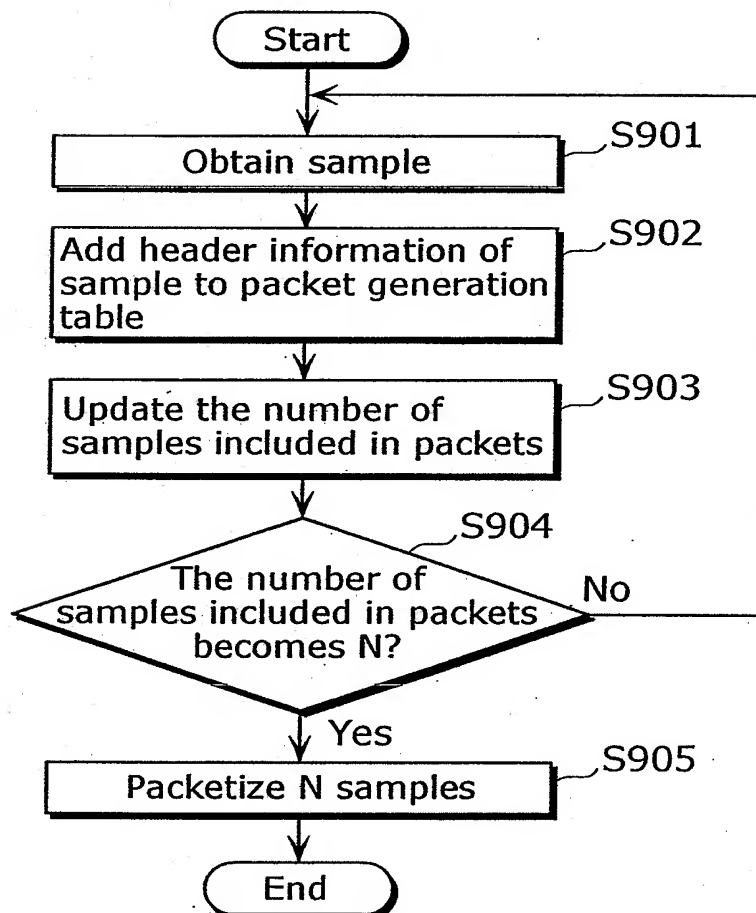 Start
Obtain sample
S901
Add header information of
sample to packet generation
table
S902
Update the number of
samples included in packets
S903
The number of
samples included in packets
becomes N?
S904
No
Yes
Packetize N samples
S905
End